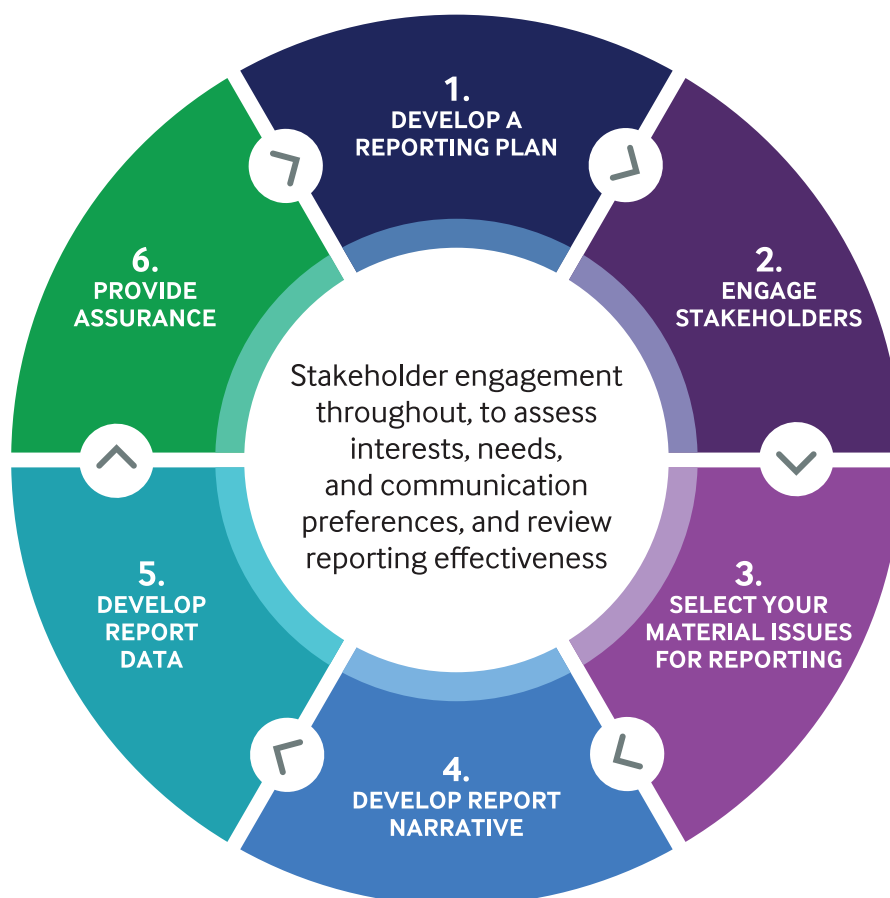 1.
DEVELOP A
REPORTING PLAN
2.
ENGAGE
STAKEHOLDERS
3.
SELECT YOUR
MATERIAL ISSUES
FOR REPORTING
4.
DEVELOP REPORT
NARRATIVE
5.
DEVELOP
REPORT
DATA
6.
PROVIDE
ASSURANCE
Stakeholder engagement
throughout, to assess
interests, needs,
and communication
preferences, and review
reporting effectiveness